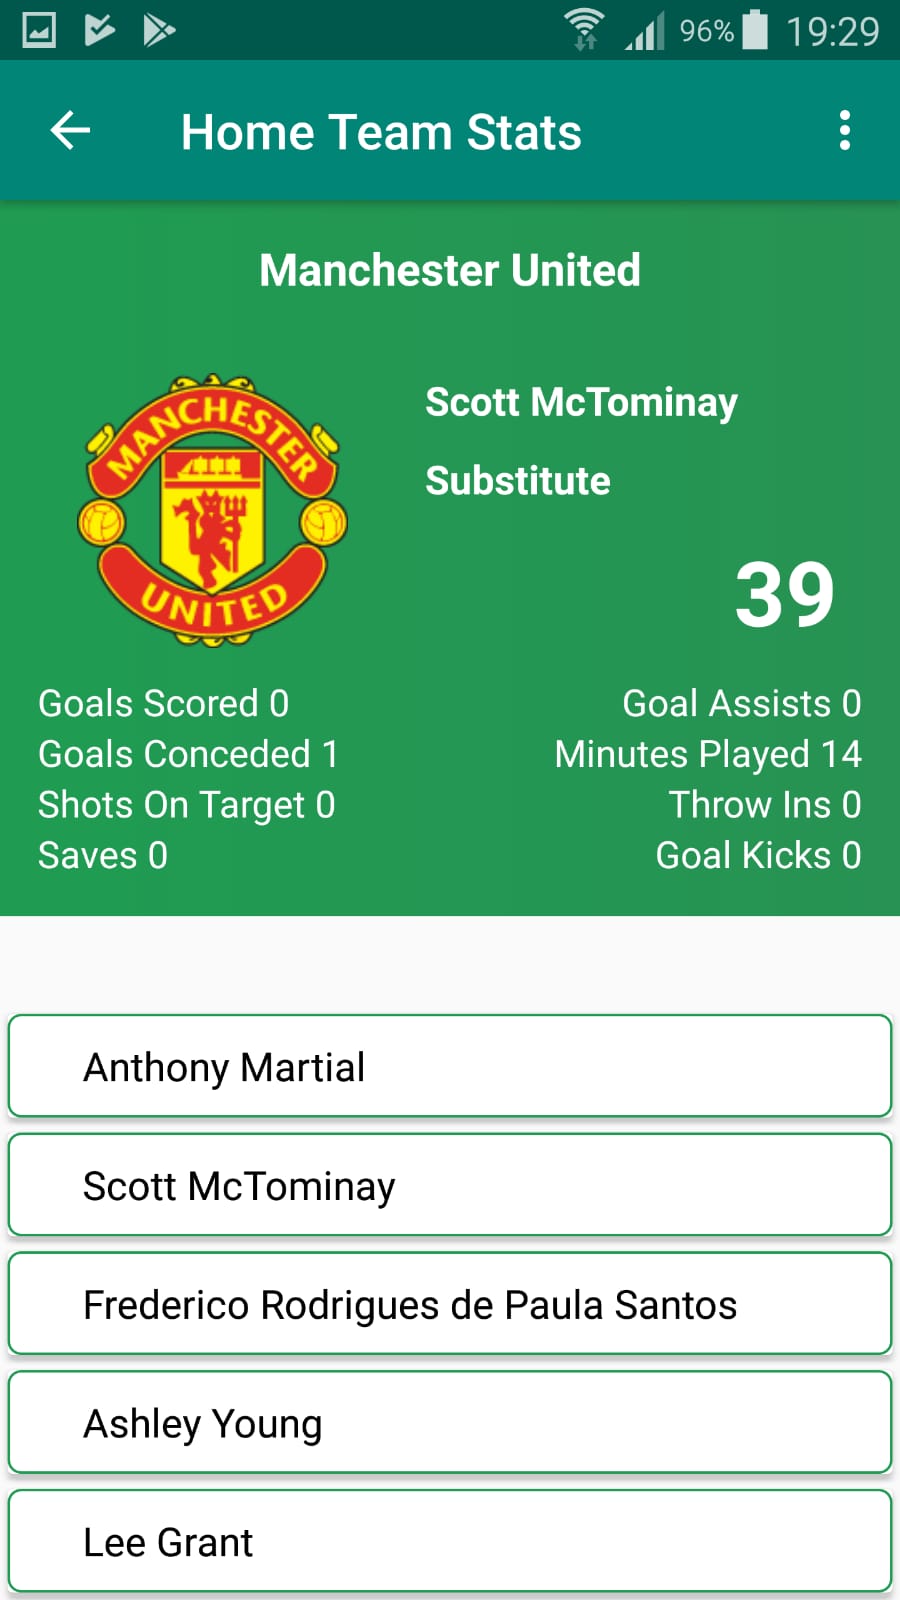 96% 19:29
Home Team Stats
Manchester United
MANCHESTER
UNITED
Scott McTominay
Substitute
39
Goals Scored 0
Goal Assists 0
Goals Conceded 1
Minutes Played 14
Shots On Target 0
Throw Ins 0
Saves 0
Goal Kicks 0
Anthony Martial
Scott McTominay
Frederico Rodrigues de Paula Santos
Ashley Young
Lee Grant